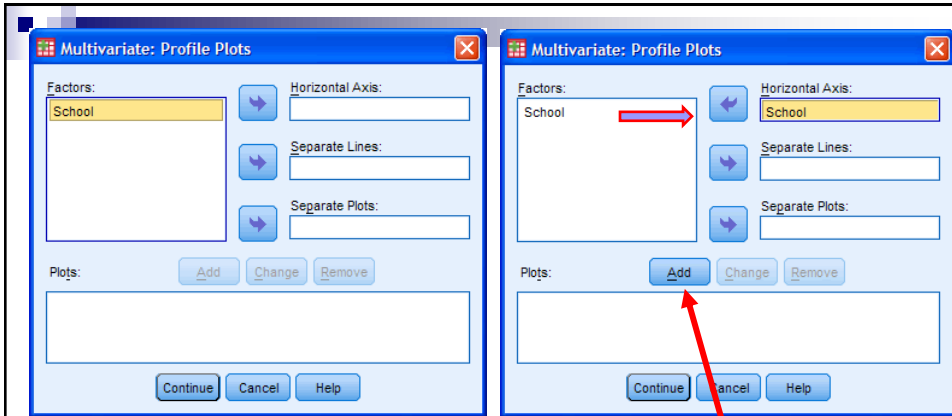 Multivariate: Profile Plots
Factors:
School
Horizontal Axis:
Separate Lines:
Separate Plots:
Plots:
Add Change Remove
Continue Cancel Help
Multivariate: Profile Plots
Factors:
School
Horizontal Axis:
School
Separate Lines:
Separate Plots:
Plots:
Add Change Remove
Continue Cancel Help